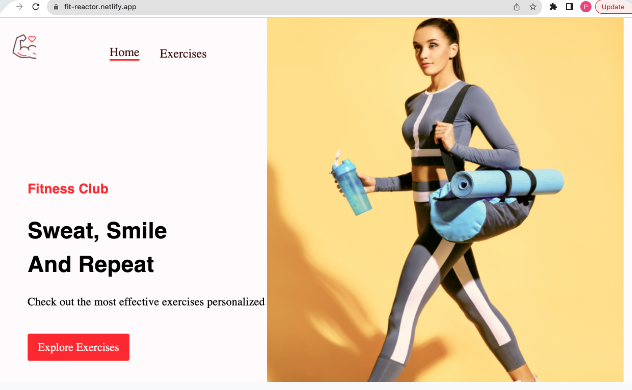 fit-reactor.netlify.app
P
Update
Home
Exercises
Fitness Club
Sweat, Smile
And Repeat
Check out the most effective exercises personalized
Explore Exercises